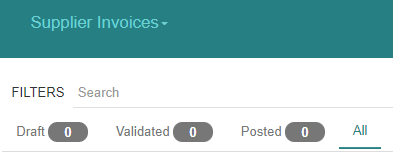 Supplier Invoices
FILTERS Search
Draft 0 Validated 0 Posted 0 All